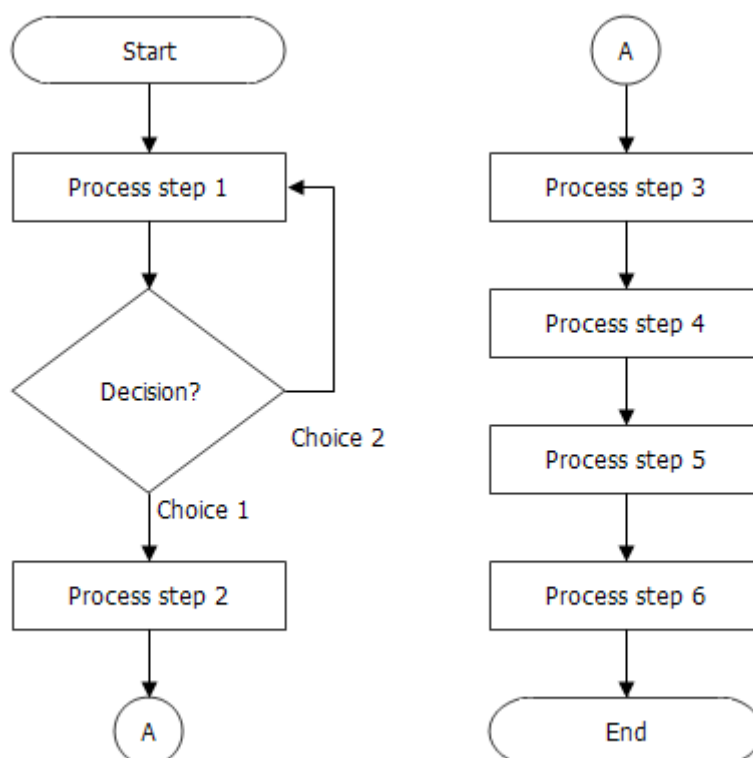 Start
Process step 1
Decision?
Choice 2
Choice 1
Process step 2
A
A
Process step 3
Process step 4
Process step 5
Process step 6
End